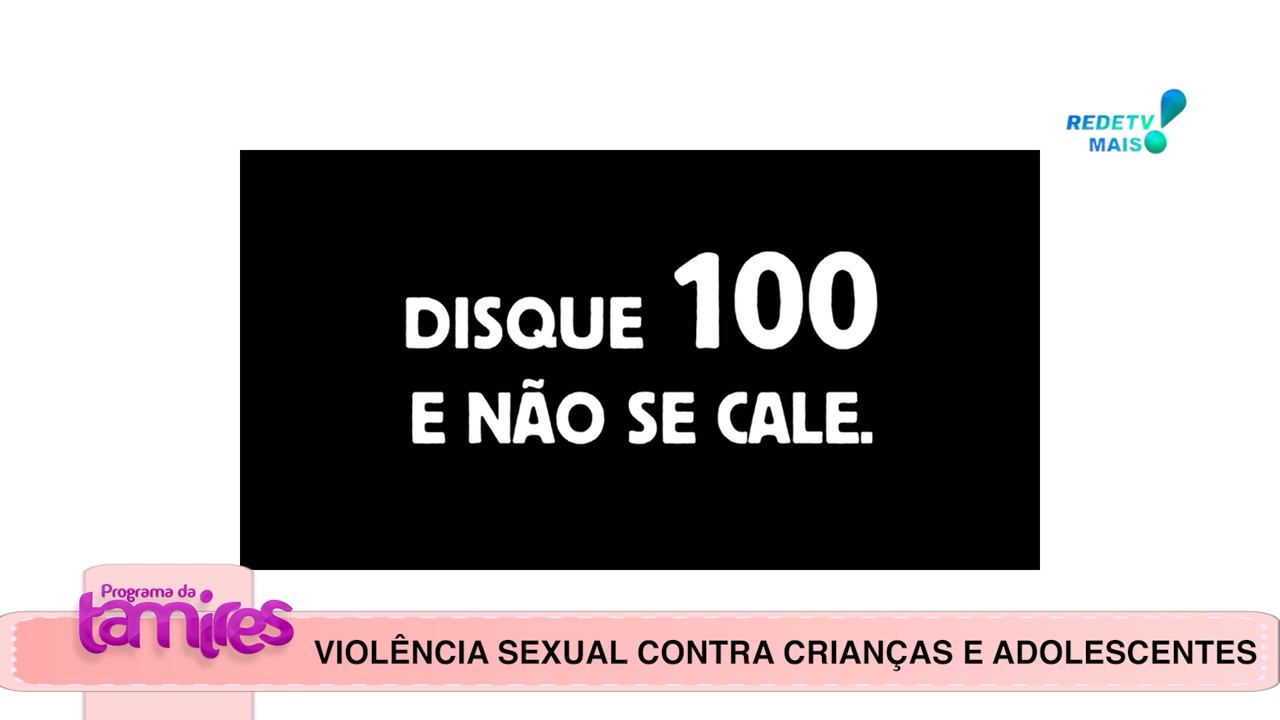 REDETV
MAIS
DISQUE 100
E NÃO SE CALE.
Programa da
tamires
VIOLÊNCIA SEXUAL CONTRA CRIANÇAS E ADOLESCENTES